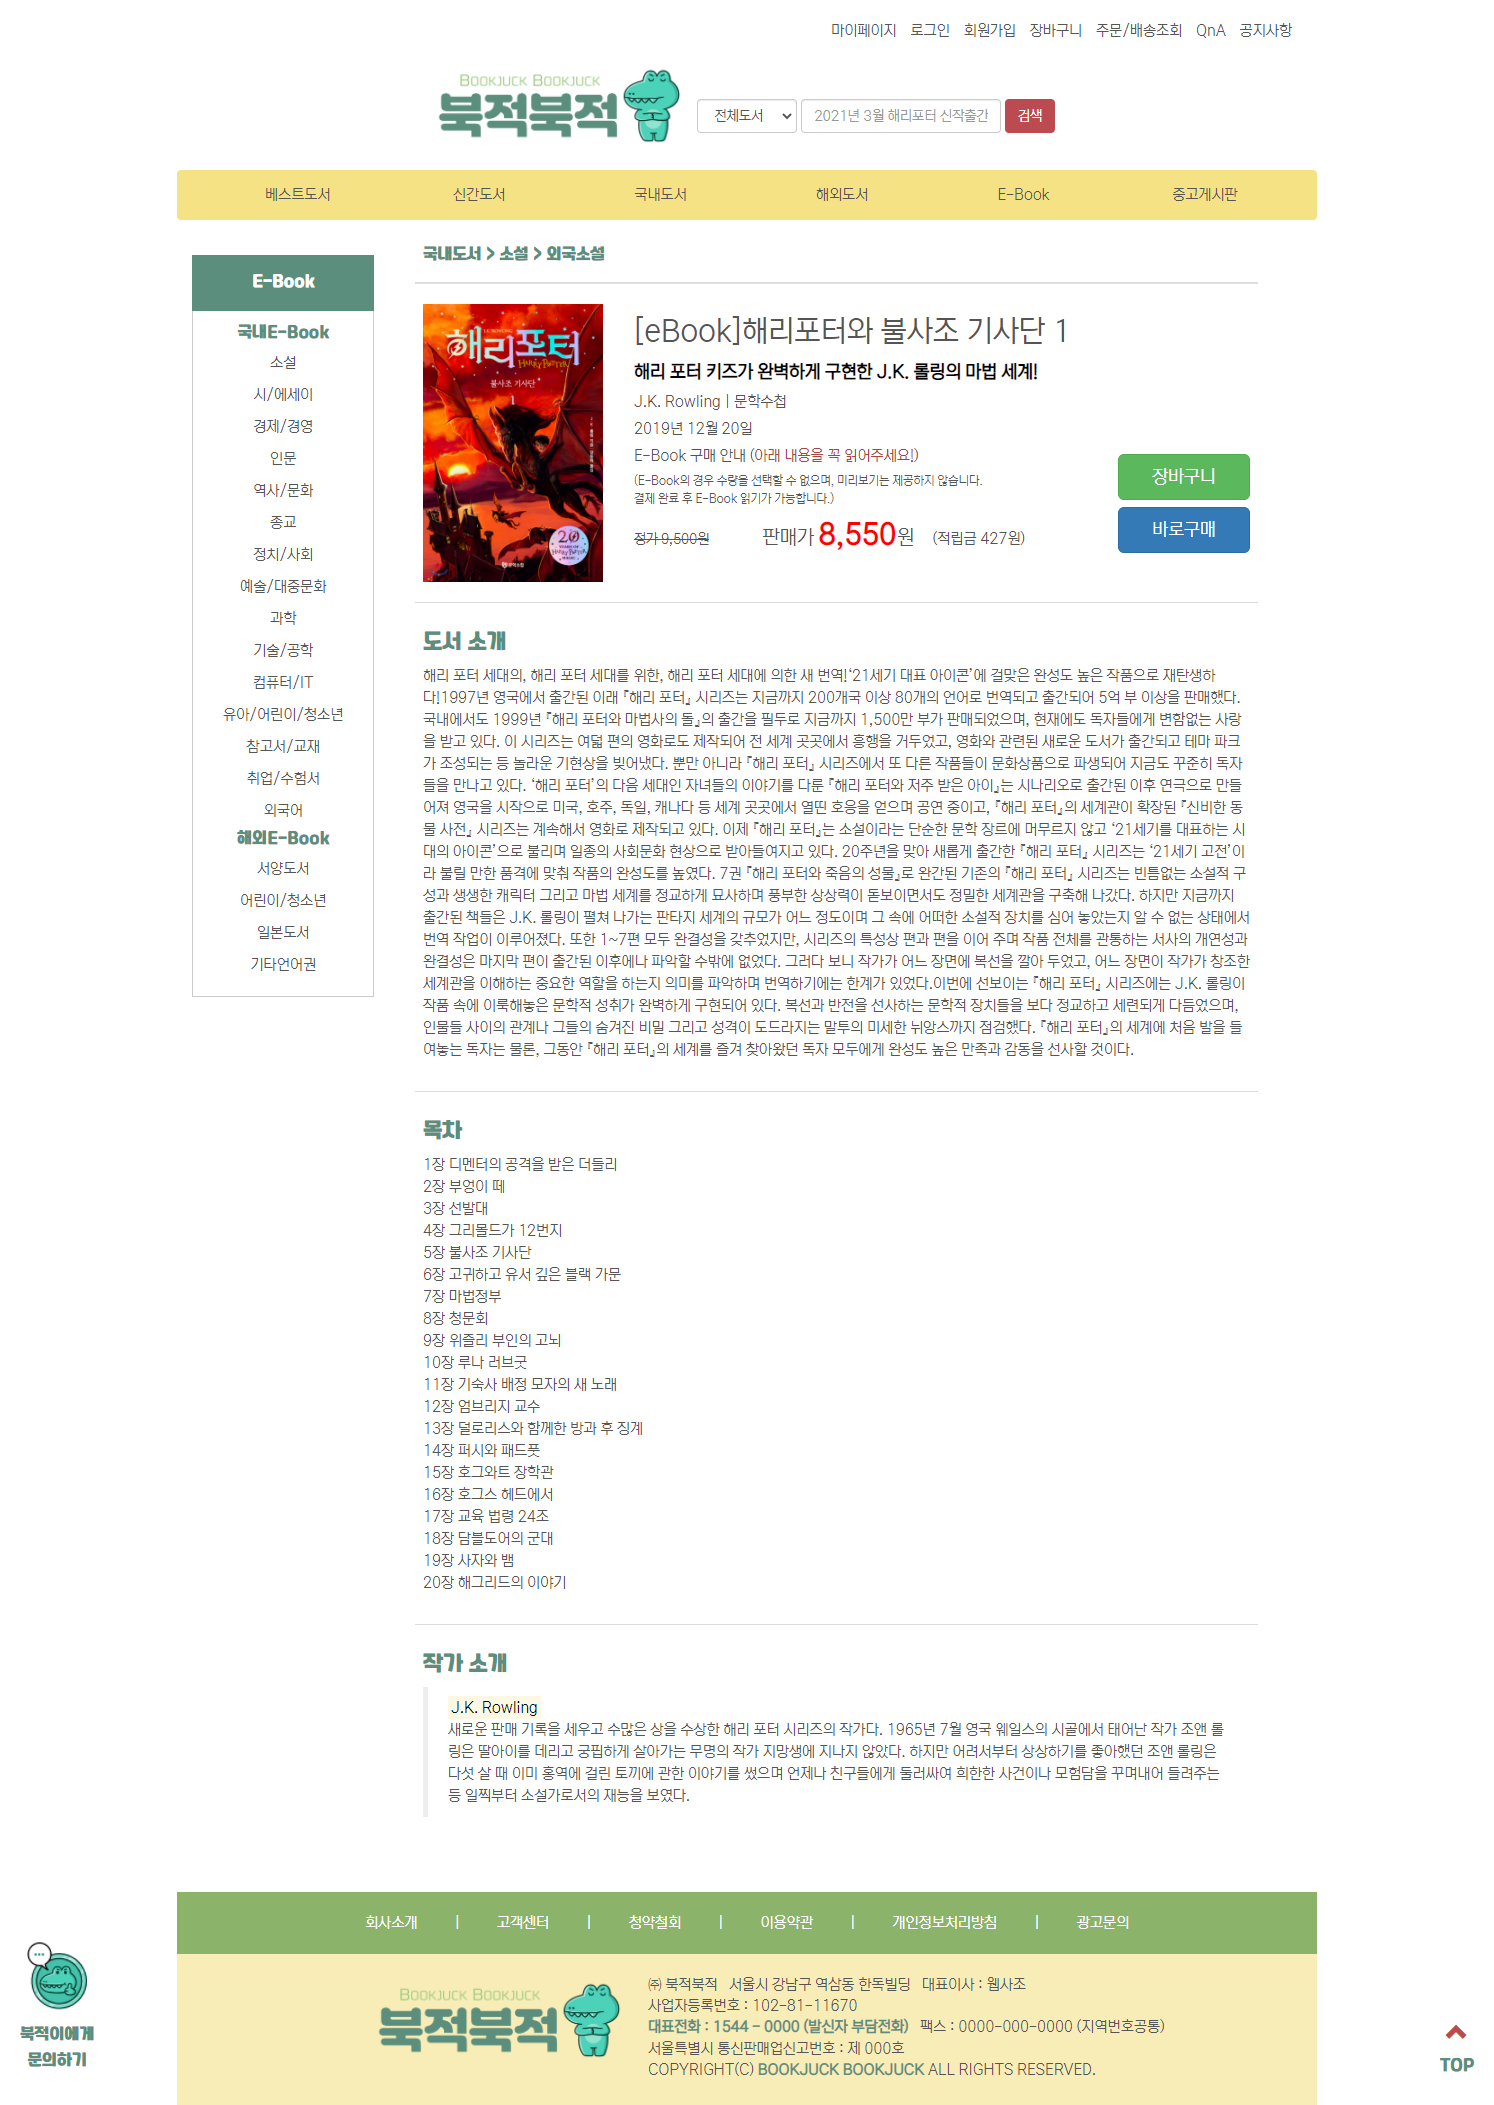 마이페이지 로그인 회원가입 장바구니 주문/배송조회 QnA 공지사항
BOOKJUCK BOOKJUCK
북적북적
전체도서 2021년 3월 해리포터 신작출간 검색
베스트도서 신간도서 국내도서 해외도서 E-Book 중고게시판
국내도서 > 소설 > 외국소설
E-Book
국내E-Book
소설
시/에세이
경제/경영
인문
역사/문화
종교
정치/사회
예술/대중문화
과학
기술/공학
컴퓨터/IT
유아/어린이/청소년
참고서/교재
취업/수험서
외국어
해외E-Book
서양도서
어린이/청소년
일본도서
기타언어권
J.K. ROWLING
해리포터
HARRY POTTER
불사조 기사단
1
20
문학수첩
[eBook]해리포터와 불사조 기사단 1
해리 포터 키즈가 완벽하게 구현한 J.K. 롤링의 마법 세계!
J.K. Rowling | 문학수첩
2019년 12월 20일
E-Book 구매 안내 (아래 내용을 꼭 읽어주세요!)
(E-Book의 경우 수량을 선택할 수 없으며, 미리보기는 제공하지 않습니다.
결제 완료 후 E-Book 읽기가 가능합니다.)
정가 9,500원 판매가 8,550원 (적립금 427원)
장바구니
바로구매
도서 소개
해리 포터 세대의, 해리 포터 세대를 위한, 해리 포터 세대에 의한 새 번역!‘21세기 대표 아이콘’에 걸맞은 완성도 높은 작품으로 재탄생하
다!1997년 영국에서 출간된 이래 『해리 포터』 시리즈는 지금까지 200개국 이상 80개의 언어로 번역되고 출간되어 5억 부 이상을 판매했다.
국내에서도 1999년 『해리 포터와 마법사의 돌』의 출간을 필두로 지금까지 1,500만 부가 판매되었으며, 현재에도 독자들에게 변함없는 사랑
을 받고 있다. 이 시리즈는 여덟 편의 영화로도 제작되어 전 세계 곳곳에서 흥행을 거두었고, 영화와 관련된 새로운 도서가 출간되고 테마 파크
가 조성되는 등 놀라운 기현상을 빚어냈다. 뿐만 아니라 『해리 포터』 시리즈에서 또 다른 작품들이 문화상품으로 파생되어 지금도 꾸준히 독자
들을 만나고 있다. ‘해리 포터’의 다음 세대인 자녀들의 이야기를 다룬 『해리 포터와 저주 받은 아이』는 시나리오로 출간된 이후 연극으로 만들
어져 영국을 시작으로 미국, 호주, 독일, 캐나다 등 세계 곳곳에서 열띤 호응을 얻으며 공연 중이고, 『해리 포터』의 세계관이 확장된 『신비한 동
물 사전』 시리즈는 계속해서 영화로 제작되고 있다. 이제 『해리 포터』는 소설이라는 단순한 문학 장르에 머무르지 않고 ‘21세기를 대표하는 시
대의 아이콘’으로 불리며 일종의 사회문화 현상으로 받아들여지고 있다. 20주년을 맞아 새롭게 출간한 『해리 포터』 시리즈는 ‘21세기 고전’이
라 불릴 만한 품격에 맞춰 작품의 완성도를 높였다. 7권 『해리 포터와 죽음의 성물』로 완간된 기존의 『해리 포터』 시리즈는 빈틈없는 소설적 구
성과 생생한 캐릭터 그리고 마법 세계를 정교하게 묘사하며 풍부한 상상력이 돋보이면서도 정밀한 세계관을 구축해 나갔다. 하지만 지금까지
출간된 책들은 J.K. 롤링이 펼쳐 나가는 판타지 세계의 규모가 어느 정도이며 그 속에 어떠한 소설적 장치를 심어 놓았는지 알 수 없는 상태에서
번역 작업이 이루어졌다. 또한 1~7편 모두 완결성을 갖추었지만, 시리즈의 특성상 편과 편을 이어 주며 작품 전체를 관통하는 서사의 개연성과
완결성은 마지막 편이 출간된 이후에나 파악할 수밖에 없었다. 그러다 보니 작가가 어느 장면에 복선을 깔아 두었고, 어느 장면이 작가가 창조한
세계관을 이해하는 중요한 역할을 하는지 의미를 파악하며 번역하기에는 한계가 있었다.이번에 선보이는 『해리 포터』 시리즈에는 J.K. 롤링이
작품 속에 이룩해놓은 문학적 성취가 완벽하게 구현되어 있다. 복선과 반전을 선사하는 문학적 장치들을 보다 정교하고 세련되게 다듬었으며,
인물들 사이의 관계나 그들의 숨겨진 비밀 그리고 성격이 도드라지는 말투의 미세한 뉘앙스까지 점검했다. 『해리 포터』의 세계에 처음 발을 들
여놓는 독자는 물론, 그동안 『해리 포터』의 세계를 즐겨 찾아왔던 독자 모두에게 완성도 높은 만족과 감동을 선사할 것이다.
목차
1장 디멘터의 공격을 받은 더들리
2장 부엉이 떼
3장 선발대
4장 그리몰드가 12번지
5장 불사조 기사단
6장 고귀하고 유서 깊은 블랙 가문
7장 마법정부
8장 청문회
9장 위즐리 부인의 고뇌
10장 루나 러브굿
11장 기숙사 배정 모자의 새 노래
12장 엄브리지 교수
13장 덜로리스와 함께한 방과 후 징계
14장 퍼시와 패드풋
15장 호그와트 장학관
16장 호그스 헤드에서
17장 교육 법령 24조
18장 덤블도어의 군대
19장 사자와 뱀
20장 해그리드의 이야기
작가 소개
J.K. Rowling
새로운 판매 기록을 세우고 수많은 상을 수상한 해리 포터 시리즈의 작가다. 1965년 7월 영국 웨일스의 시골에서 태어난 작가 조앤 롤
링은 딸아이를 데리고 궁핍하게 살아가는 무명의 작가 지망생에 지나지 않았다. 하지만 어려서부터 상상하기를 좋아했던 조앤 롤링은
다섯 살 때 이미 홍역에 걸린 토끼에 관한 이야기를 썼으며 언제나 친구들에게 둘러싸여 희한한 사건이나 모험담을 꾸며내어 들려주는
등 일찍부터 소설가로서의 재능을 보였다.
회사소개 | 고객센터 | 청약철회 | 이용약관 | 개인정보처리방침 | 광고문의
BOOKJUCK BOOKJUCK
북적북적
㈜ 북적북적 서울시 강남구 역삼동 한독빌딩 대표이사 : 웹사조
사업자등록번호 : 102-81-11670
대표전화 : 1544 - 0000 (발신자 부담전화) 팩스 : 0000-000-0000 (지역번호공통)
서울특별시 통신판매업신고번호 : 제 000호
COPYRIGHT(C) BOOKJUCK BOOKJUCK ALL RIGHTS RESERVED.
북적이에게
문의하기
TOP